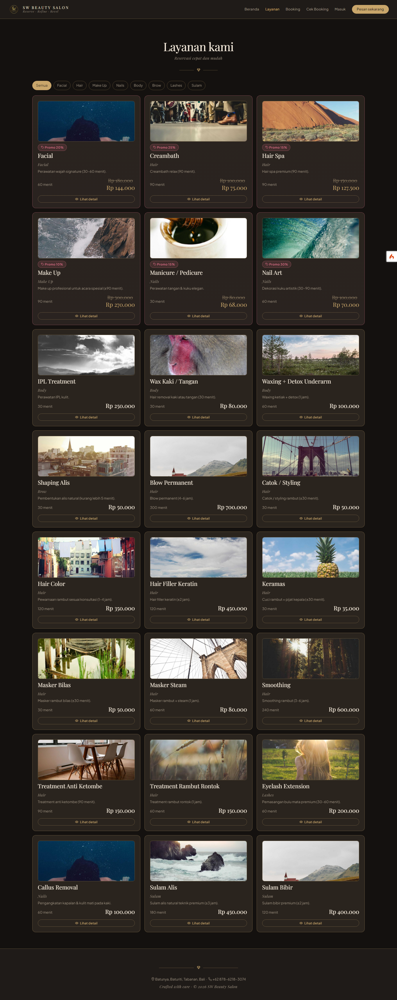 SW BEAUTY SALON
Reserve - Refine - Revel
Beranda Layanan Booking Cek Booking Masuk Pesan sekarang
Layanan kami
Reservasi cepat dan mudah
Semua Facial Hair Make Up Nails Body Brow Lashes Sulam
Promo 20%
Facial
Facial
Perawatan wajah signature (30–60 menit).
60 menit
Rp 180.000
Rp 144.000
Lihat detail
Promo 25%
Creambath
Hair
Creambath relax (90 menit).
90 menit
Rp 100.000
Rp 75.000
Lihat detail
Promo 15%
Hair Spa
Hair
Hair spa premium (90 menit).
90 menit
Rp 150.000
Rp 127.500
Lihat detail
Promo 10%
Make Up
Make Up
Make up profesional untuk acara spesial (±90 menit).
90 menit
Rp 300.000
Rp 270.000
Lihat detail
Promo 15%
Manicure / Pedicure
Nails
Perawatan tangan & kuku elegan.
30 menit
Rp 80.000
Rp 68.000
Lihat detail
Promo 30%
Nail Art
Nails
Dekorasi kuku artistik (30–90 menit).
60 menit
Rp 100.000
Rp 70.000
Lihat detail
IPL Treatment
Body
Perawatan IPL kulit.
30 menit
Rp 250.000
Lihat detail
Wax Kaki / Tangan
Body
Hair removal kaki atau tangan (30 menit).
30 menit
Rp 80.000
Lihat detail
Waxing + Detox Underarm
Body
Waxing ketiak + detox (1 jam).
60 menit
Rp 100.000
Lihat detail
Shaping Alis
Brow
Pembentukan alis natural (kurang lebih 5 menit).
30 menit
Rp 50.000
Lihat detail
Blow Permanent
Hair
Blow permanent (4–6 jam).
300 menit
Rp 700.000
Lihat detail
Catok / Styling
Hair
Catok / styling rambut (±30 menit).
30 menit
Rp 50.000
Lihat detail
Hair Color
Hair
Pewarnaan rambut sesuai konsultasi (1–4 jam).
120 menit
Rp 350.000
Lihat detail
Hair Filler Keratin
Hair
Hair filler keratin (±2 jam).
120 menit
Rp 450.000
Lihat detail
Keramas
Hair
Cuci rambut + pijat kepala (±30 menit).
30 menit
Rp 35.000
Lihat detail
Masker Bilas
Hair
Masker rambut bilas (±30 menit).
30 menit
Rp 50.000
Lihat detail
Masker Steam
Hair
Masker rambut + steam (1 jam).
60 menit
Rp 80.000
Lihat detail
Smoothing
Hair
Smoothing rambut (3–6 jam).
240 menit
Rp 600.000
Lihat detail
Treatment Anti Ketombe
Hair
Treatment anti ketombe (90 menit).
90 menit
Rp 150.000
Lihat detail
Treatment Rambut Rontok
Hair
Treatment rambut rontok (1 jam).
60 menit
Rp 150.000
Lihat detail
Eyelash Extension
Lashes
Pemasangan bulu mata premium (30–60 menit).
60 menit
Rp 200.000
Lihat detail
Callus Removal
Nails
Pengangkatan kapalan & kulit mati pada kaki.
60 menit
Rp 100.000
Lihat detail
Sulam Alis
Sulam
Sulam alis natural teknik premium (±3 jam).
180 menit
Rp 450.000
Lihat detail
Sulam Bibir
Sulam
Sulam bibir premium (±2 jam).
120 menit
Rp 400.000
Lihat detail
Batunya, Baturiti, Tabanan, Bali · +62 878-6218-3074
Crafted with care · © 2026 SW Beauty Salon